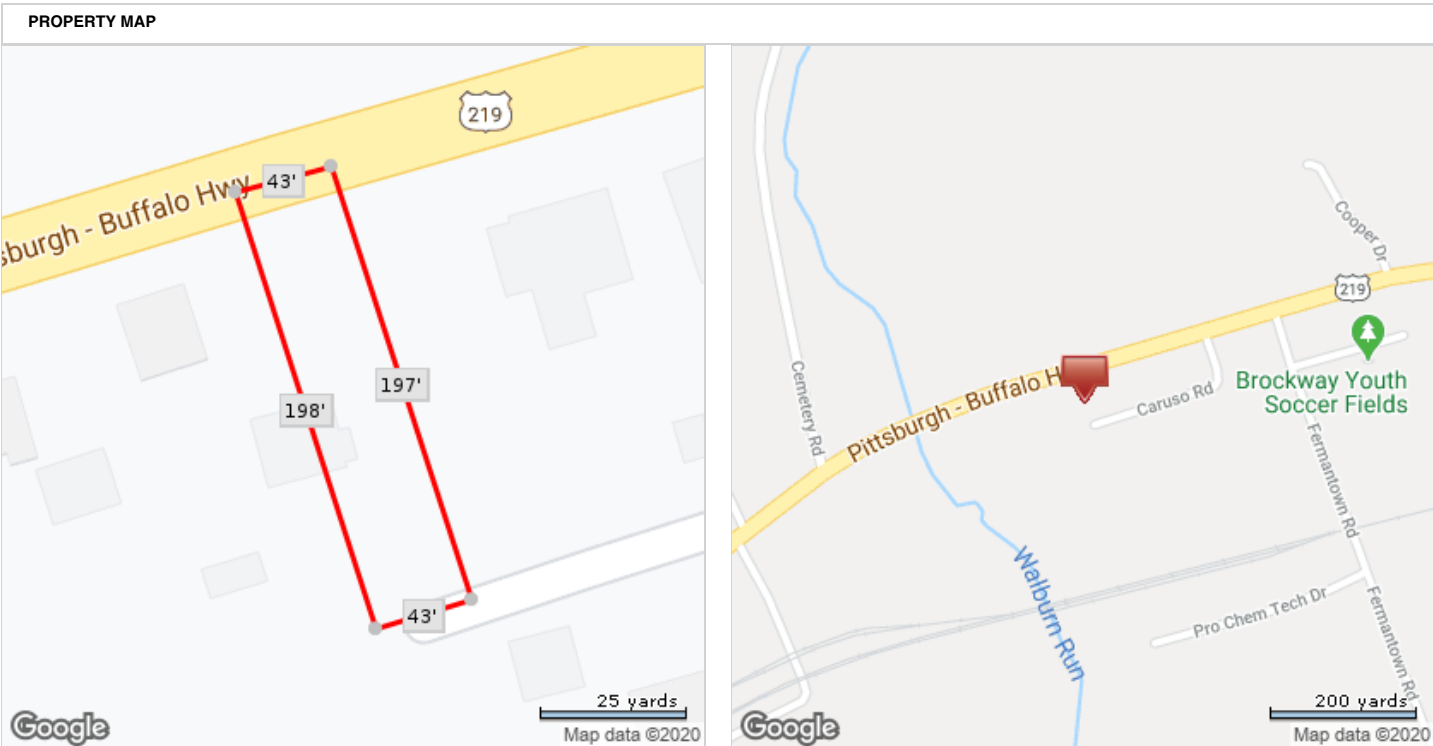 PROPERTY MAP
219
43'
sburgh - Buffalo Hwy
197'
198'
43'
25 yards
Google
Map data ©2020
Cooper Dr
219
Cemetery Rd
Pittsburgh - Buffalo H
Caruso Rd
Brockway Youth
Soccer Fields
Fermantown Rd
Walburn Run
Pro Chem Tech Dr
Fermantown Rd
200 yards
Google
Map data ©2020